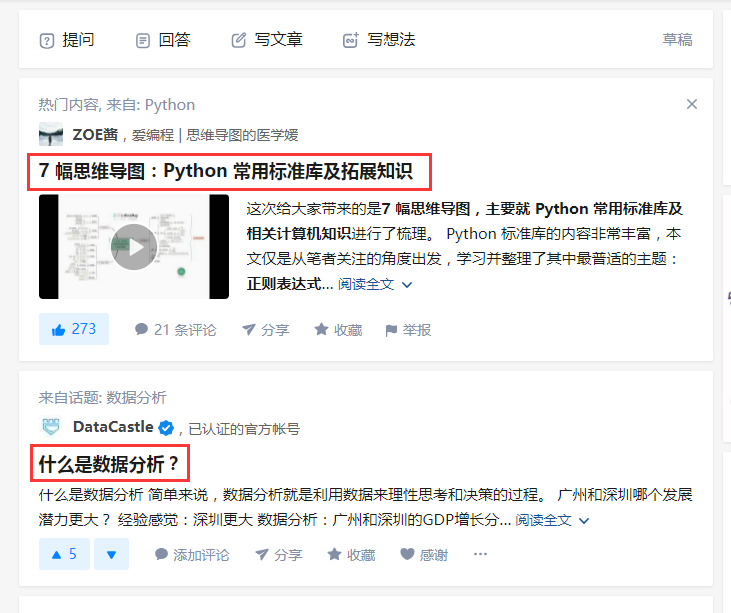 提问 回答 写文章 写想法 草稿
热门内容, 来自: Python
ZOE酱，爱编程 | 思维导图的医学媛
7 幅思维导图：Python 常用标准库及拓展知识
这次给大家带来的是7 幅思维导图，主要就 Python 常用标准库及
相关计算机知识进行了梳理。 Python 标准库的内容非常丰富，本
文仅是从笔者关注的角度出发，学习并整理了其中最普适的主题：
正则表达式... 阅读全文
273 21 条评论 分享 收藏 举报
来自话题: 数据分析
DataCastle ，已认证的官方帐号
什么是数据分析？
什么是数据分析 简单来说，数据分析就是利用数据来理性思考和决策的过程。 广州和深圳哪个发展
潜力更大？ 经验感觉：深圳更大 数据分析：广州和深圳的GDP增长分... 阅读全文
5 添加评论 分享 收藏 感谢 ···